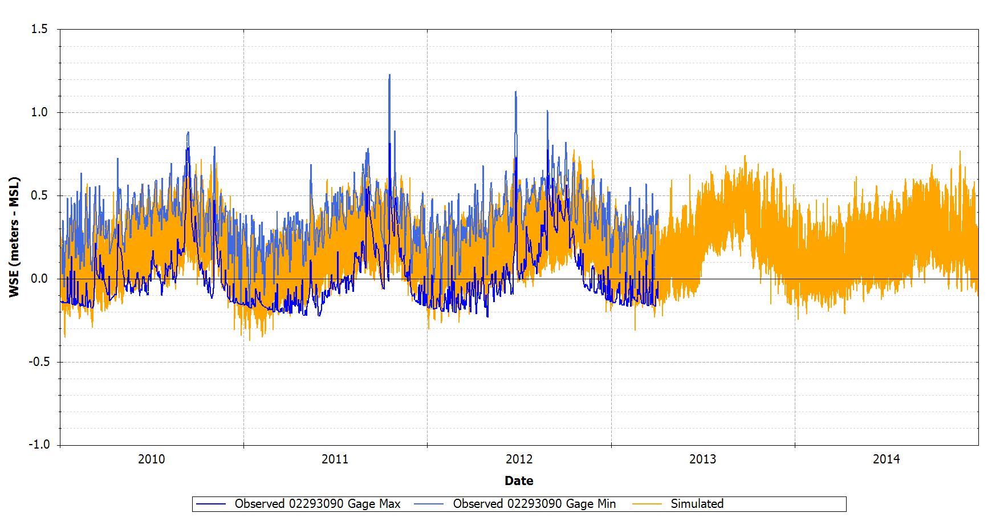 1.5
1.0
0.5
0.0
-0.5
-1.0
WSE (meters - MSL)
2010 2011 2012 2013 2014
Date
Observed 02293090 Gage Max Observed 02293090 Gage Min Simulated